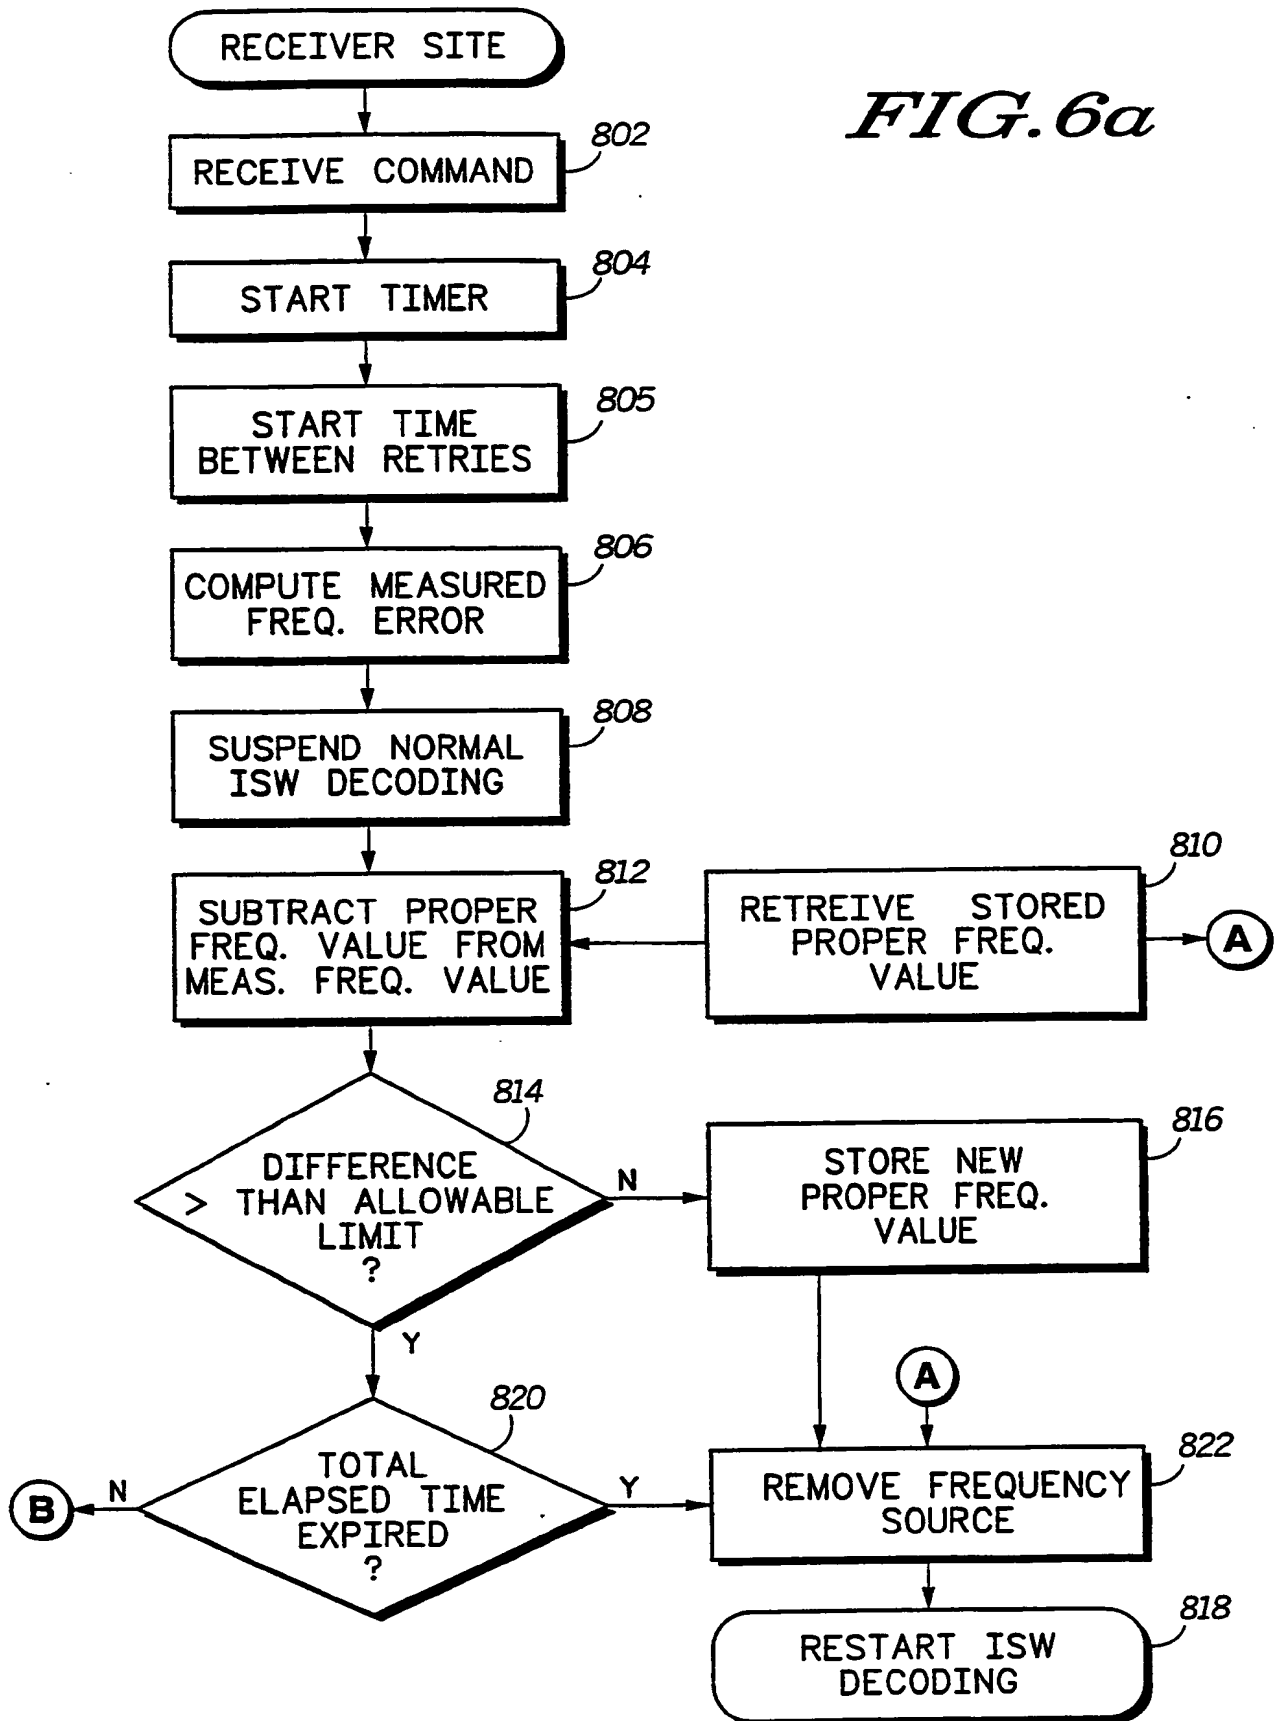 RECEIVER SITE
FIG.6a
802
RECEIVE COMMAND
804
START TIMER
805
START TIME
BETWEEN RETRIES
806
COMPUTE MEASURED
FREQ. ERROR
808
SUSPEND NORMAL
ISW DECODING
812
SUBTRACT PROPER
FREQ. VALUE FROM
MEAS. FREQ. VALUE
810
RETREIVE STORED
PROPER FREQ.
VALUE
A
814
DIFFERENCE
> THAN ALLOWABLE
LIMIT
?
N
Y
816
STORE NEW
PROPER FREQ.
VALUE
A
820
TOTAL
ELAPSED TIME
EXPIRED
?
N
B
Y
822
REMOVE FREQUENCY
SOURCE
818
RESTART ISW
DECODING